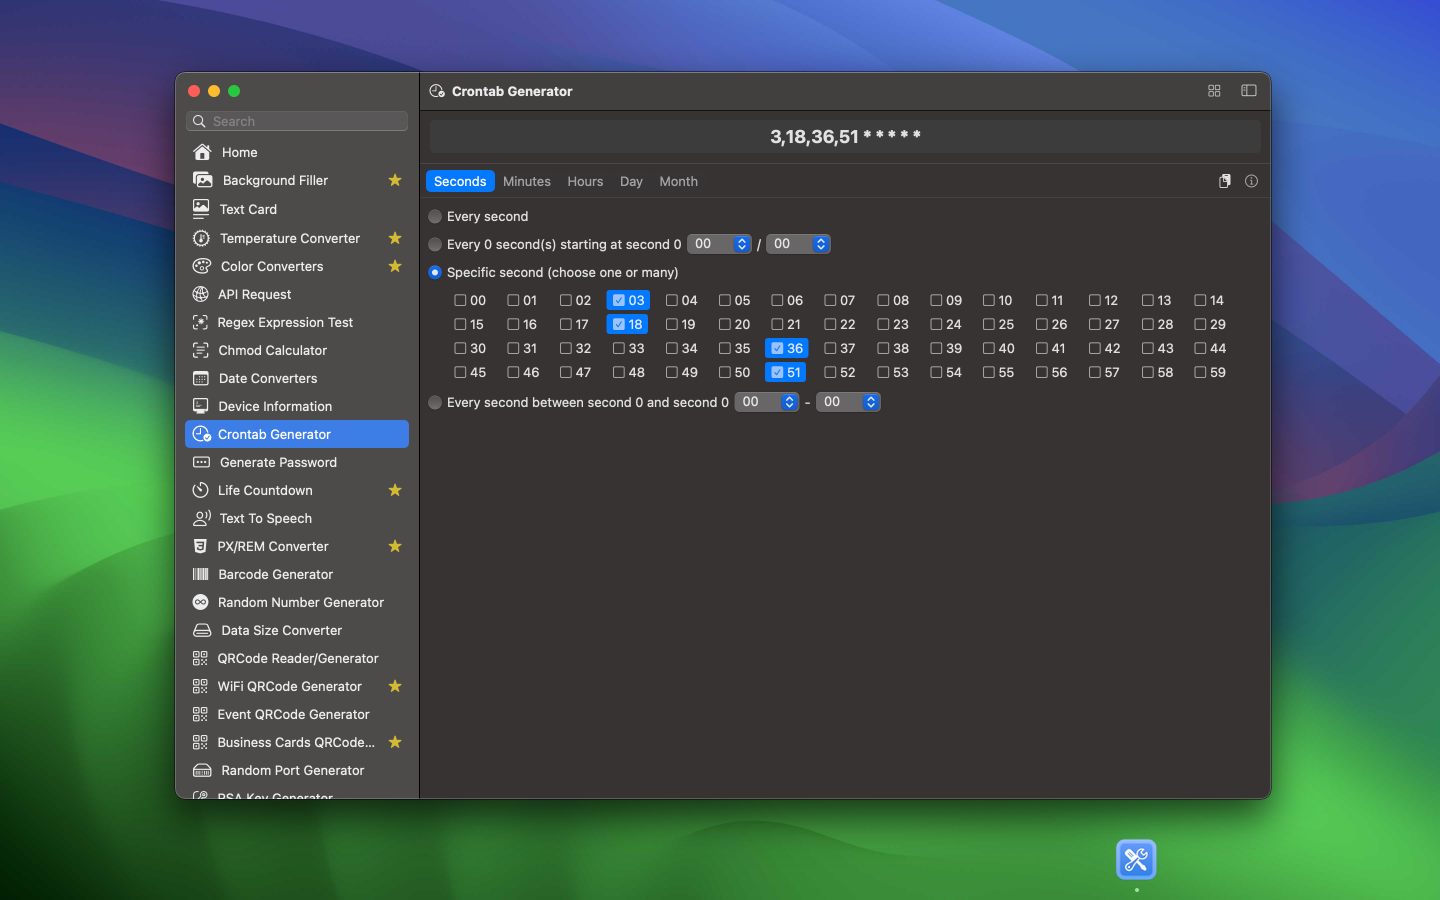 Crontab Generator
Search
3,18,36,51 * * * * *
Home
Background Filler
Text Card
Temperature Converter
Color Converters
API Request
Regex Expression Test
Chmod Calculator
Date Converters
Device Information
Crontab Generator
Generate Password
Life Countdown
Text To Speech
PX/REM Converter
Barcode Generator
Random Number Generator
Data Size Converter
QRCode Reader/Generator
WiFi QRCode Generator
Event QRCode Generator
Business Cards QRCode...
Random Port Generator
RSA Key Generator
Seconds Minutes Hours Day Month
Every second
Every 0 second(s) starting at second 0 00 / 00
Specific second (choose one or many)
00 01 02 03 04 05 06 07 08 09 10 11 12 13 14
15 16 17 18 19 20 21 22 23 24 25 26 27 28 29
30 31 32 33 34 35 36 37 38 39 40 41 42 43 44
45 46 47 48 49 50 51 52 53 54 55 56 57 58 59
Every second between second 0 and second 0 00 - 00